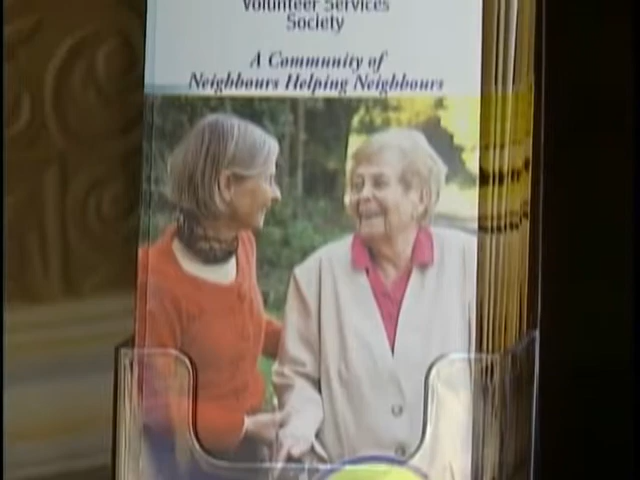 Volunteer Services
Society
A Community of
Neighbours Helping Neighbours